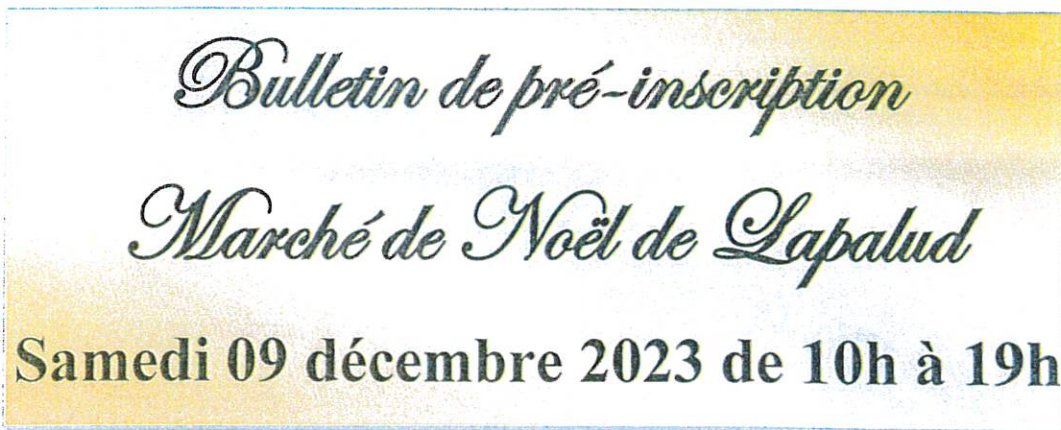 Bulletin de pré-inscription
Marché de Noël de Lapalud
Samedi 09 décembre 2023 de 10h à 19h